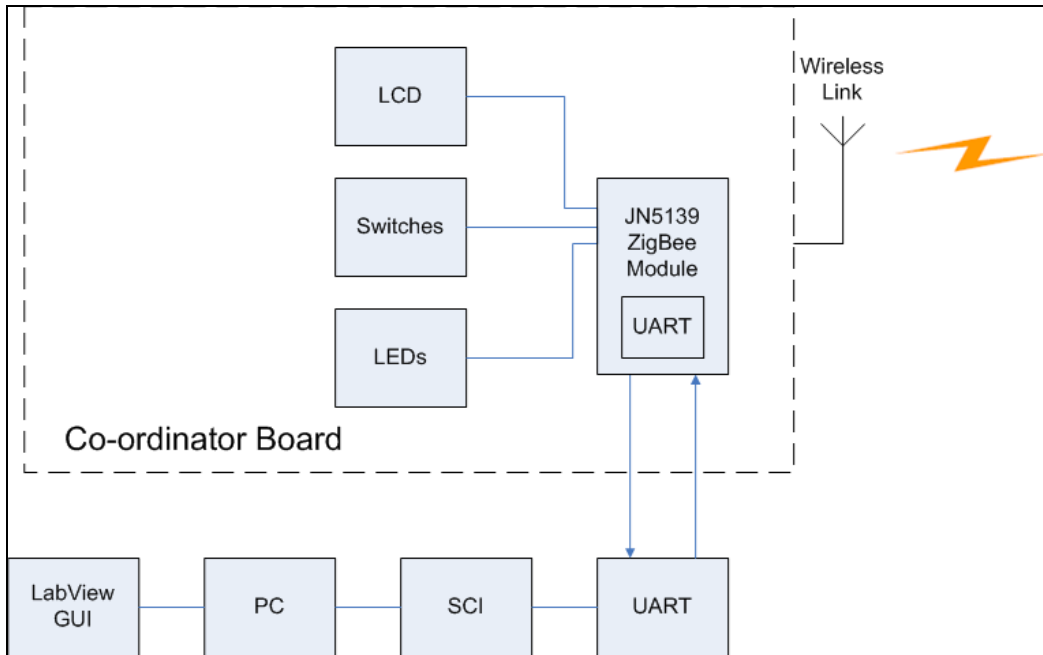 LCD
Wireless
Link
Switches
JN5139
ZigBee
Module
UART
LEDs
Co-ordinator Board
LabView
GUI
PC
SCI
UART